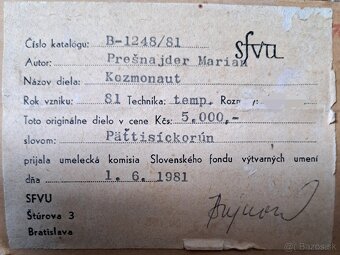 Číslo katalógu: B-1248/81
sfvu
Autor: Prešnajder Marian
Názov diela: Kozmonaut
Rok vzniku: 81 Technika: temp. Rozm
Toto originálne dielo v cene Kčs: 5.000,-
slovom: Päťtisíckorún
prijala umelecká komisia Slovenského fondu výtvarných umení
dňa 1. 6. 1981
SFVU
Štúrova 3
Bratislava
Bazos.sk